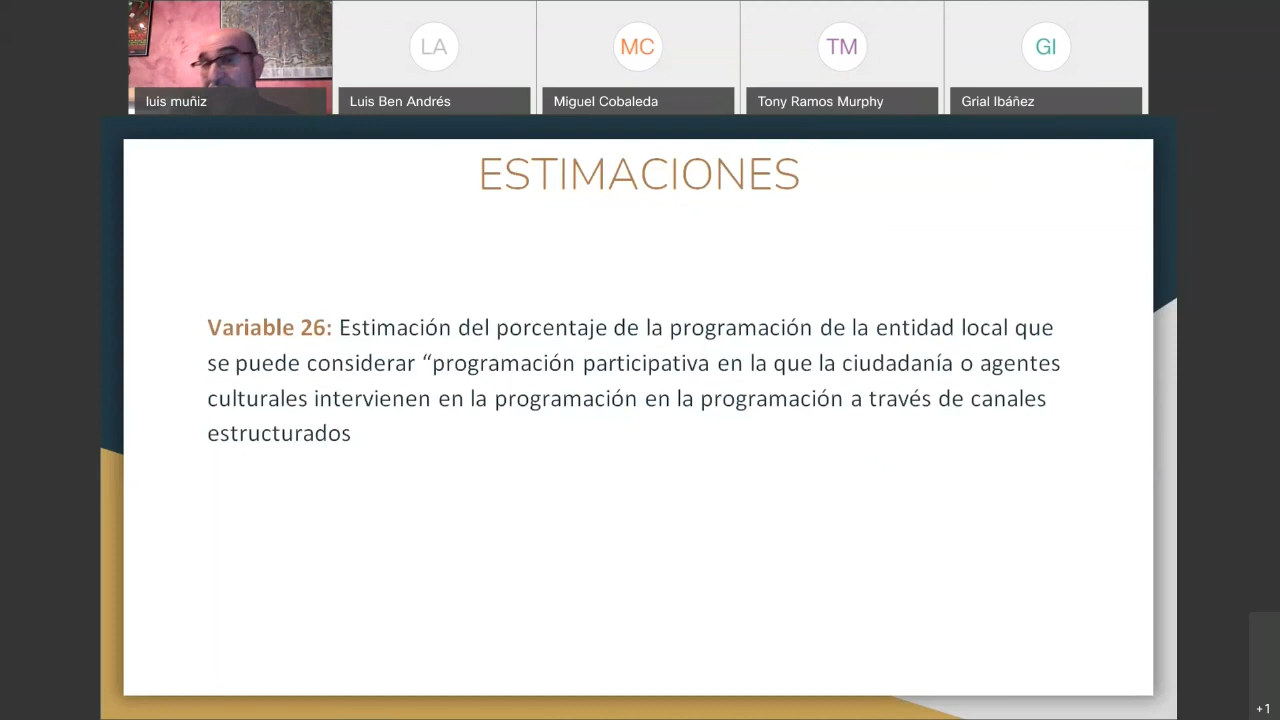 LA
MC
TM
GI
luis muñiz
Luis Ben Andrés
Miguel Cobaleda
Tony Ramos Murphy
Grial Ibáñez
ESTIMACIONES
Variable 26: Estimación del porcentaje de la programación de la entidad local que
se puede considerar “programación participativa en la que la ciudadanía o agentes
culturales intervienen en la programación en la programación a través de canales
estructurados
+1